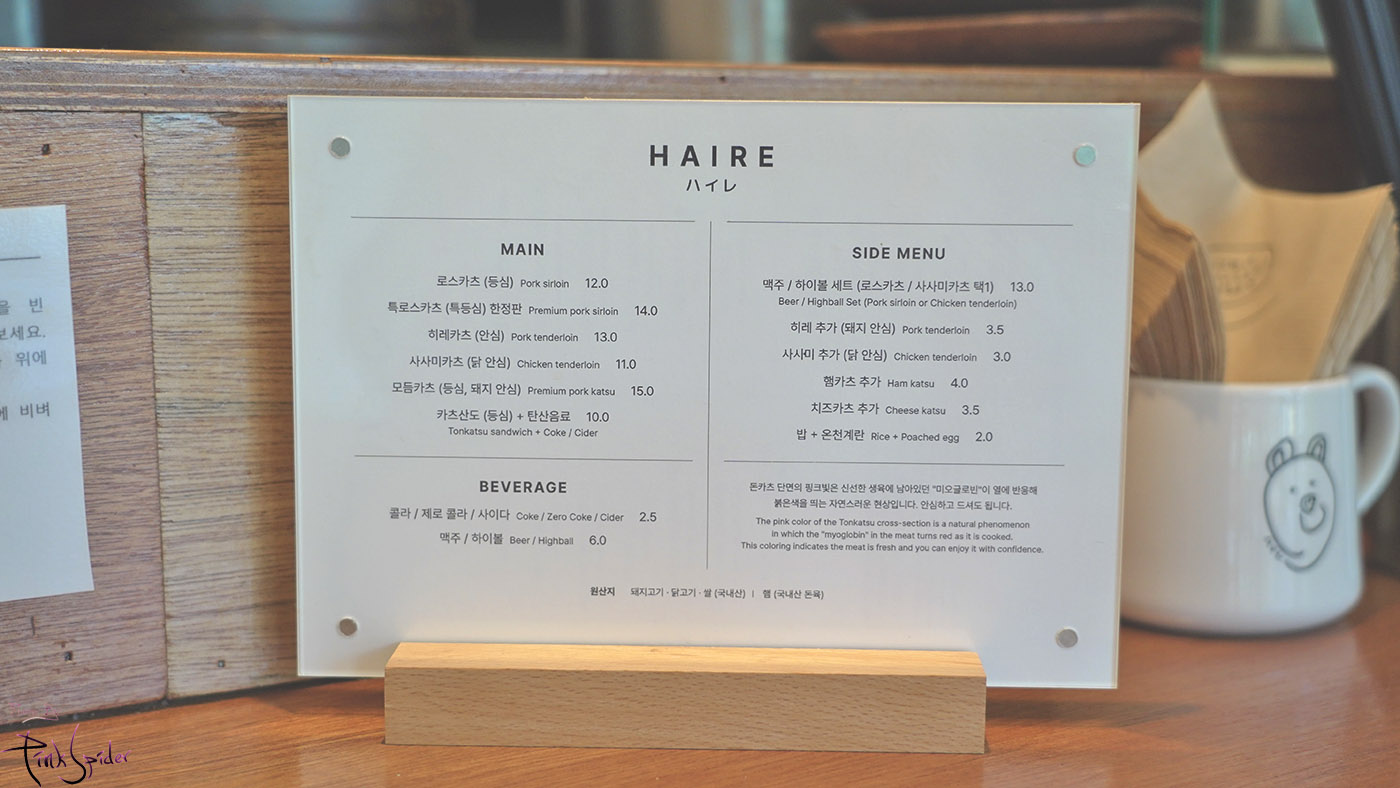 HAIRE
ハイレ
MAIN
로스카츠 (등심) Pork sirloin 12.0
특로스카츠 (특등심) 한정판 Premium pork sirloin 14.0
히레카츠 (안심) Pork tenderloin 13.0
사사미카츠 (닭 안심) Chicken tenderloin 11.0
모듬카츠 (등심, 돼지 안심) Premium pork katsu 15.0
카츠산도 (등심) + 탄산음료 10.0
Tonkatsu sandwich + Coke / Cider
BEVERAGE
콜라 / 제로 콜라 / 사이다 Coke / Zero Coke / Cider 2.5
맥주 / 하이볼 Beer / Highball 6.0
SIDE MENU
맥주 / 하이볼 세트 (로스카츠 / 사사미카츠 택1) 13.0
Beer / Highball Set (Pork sirloin or Chicken tenderloin)
히레 추가 (돼지 안심) Pork tenderloin 3.5
사사미 추가 (닭 안심) Chicken tenderloin 3.0
햄카츠 추가 Ham katsu 4.0
치즈카츠 추가 Cheese katsu 3.5
밥 + 온천계란 Rice + Poached egg 2.0
돈카츠 단면의 핑크빛은 신선한 생육에 남아있던 "미오글로빈"이 열에 반응해
붉은색을 띄는 자연스러운 현상입니다. 안심하고 드셔도 됩니다.
The pink color of the Tonkatsu cross-section is a natural phenomenon
in which the "myoglobin" in the meat turns red as it is cooked.
This coloring indicates the meat is fresh and you can enjoy it with confidence.
원산지 돼지고기 · 닭고기 · 쌀 (국내산) | 햄 (국내산 돈육)
을 빈
보세요.
위에
에 비벼
Pink Spider